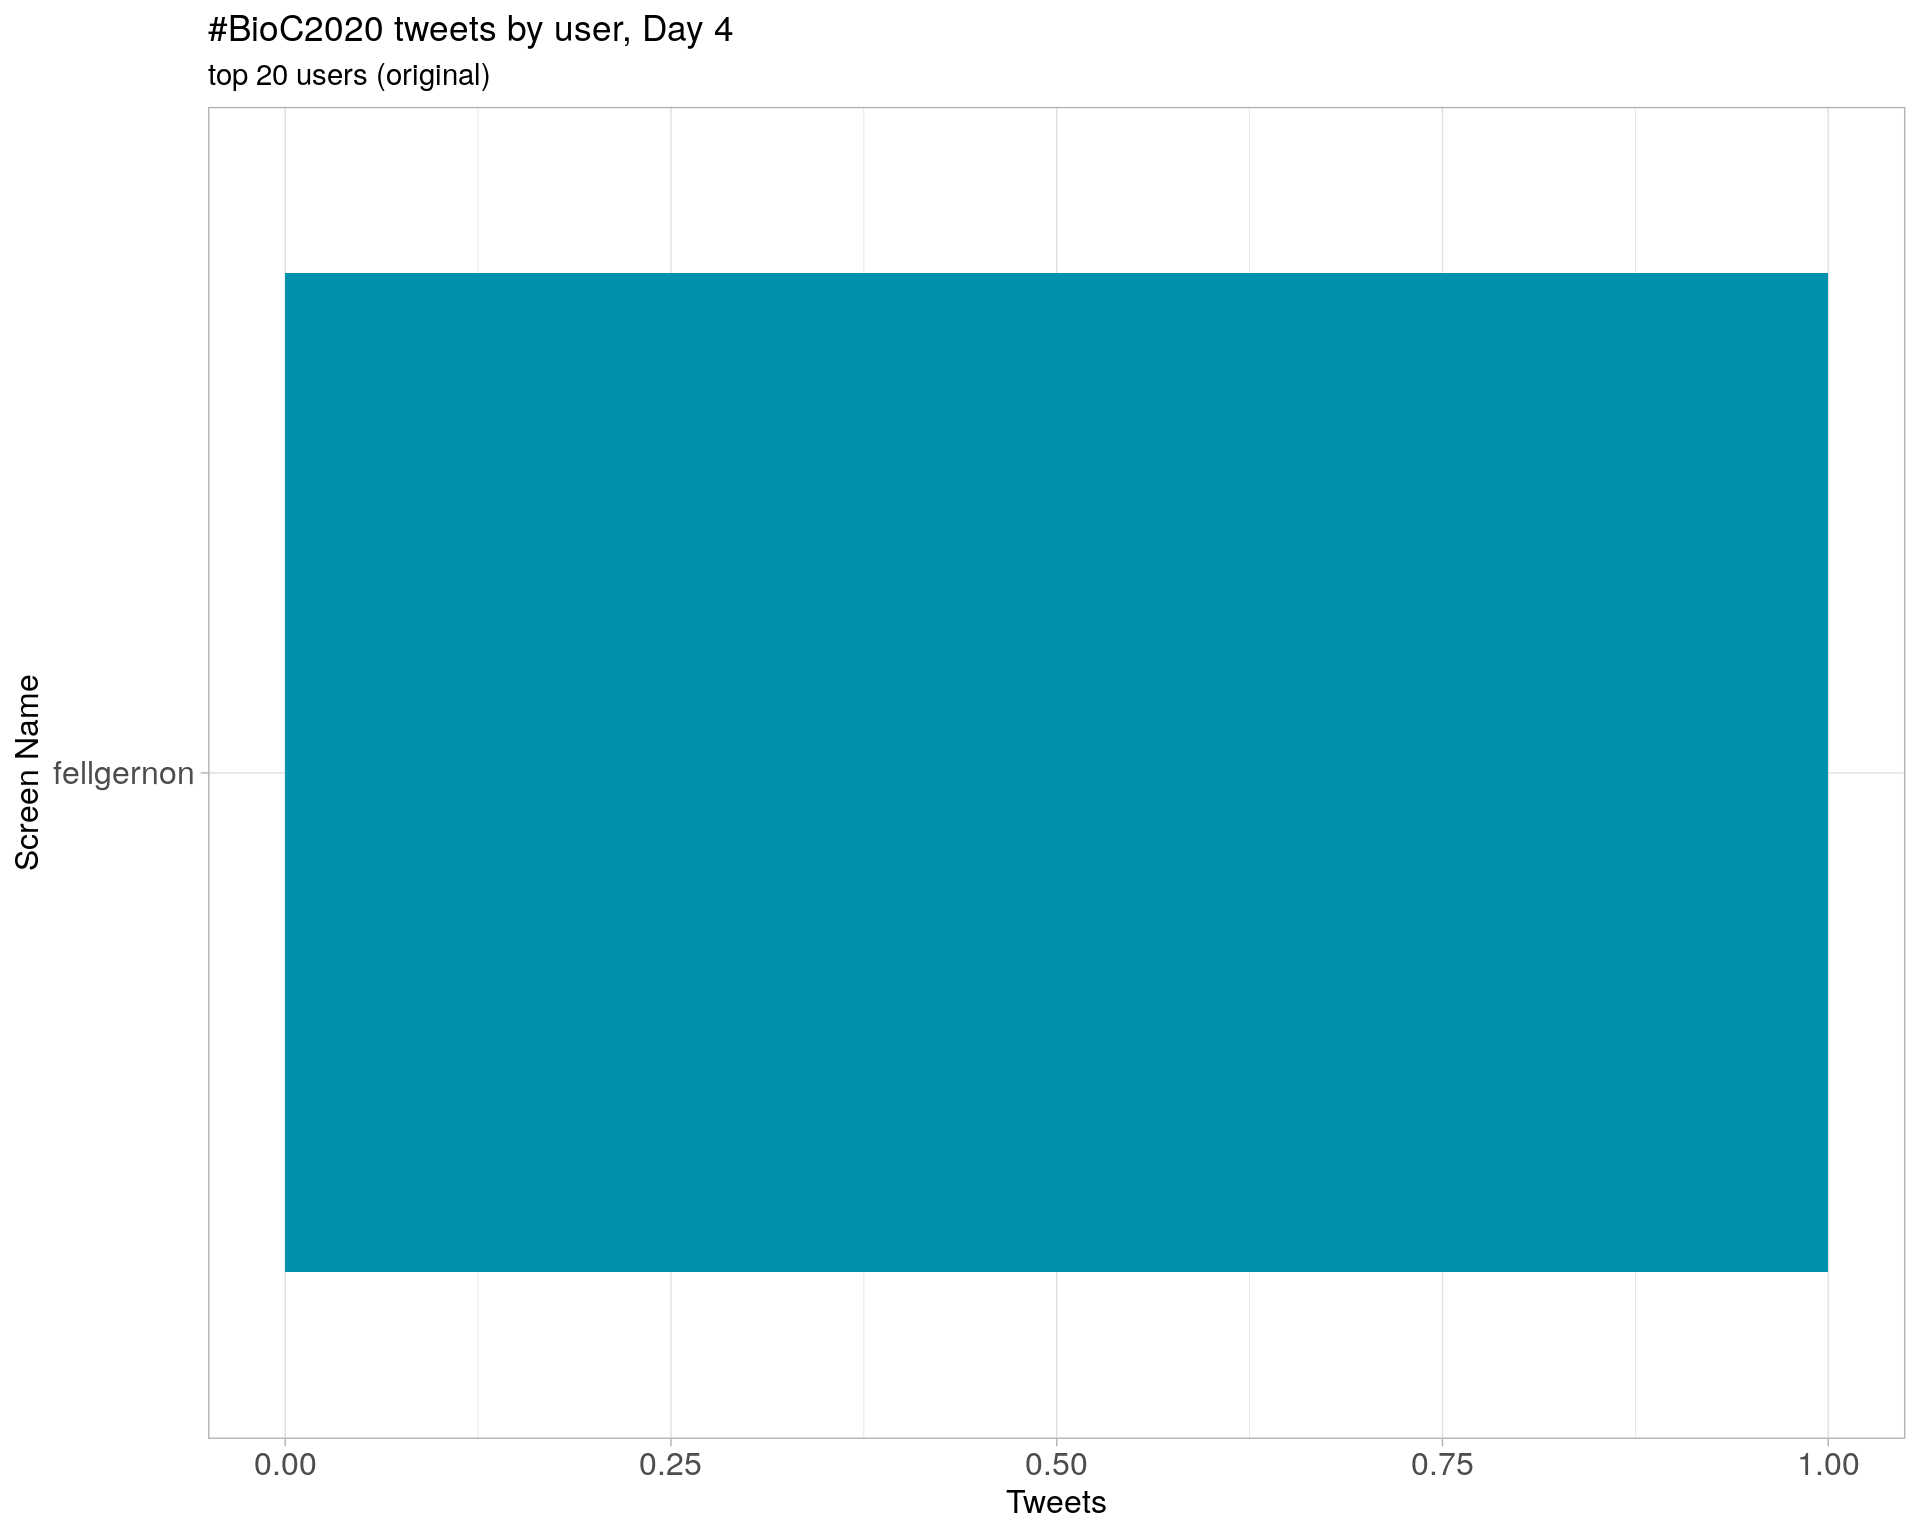 #BioC2020 tweets by user, Day 4
top 20 users (original)
Screen Name
fellgernon
0.00 0.25 0.50 0.75 1.00
Tweets